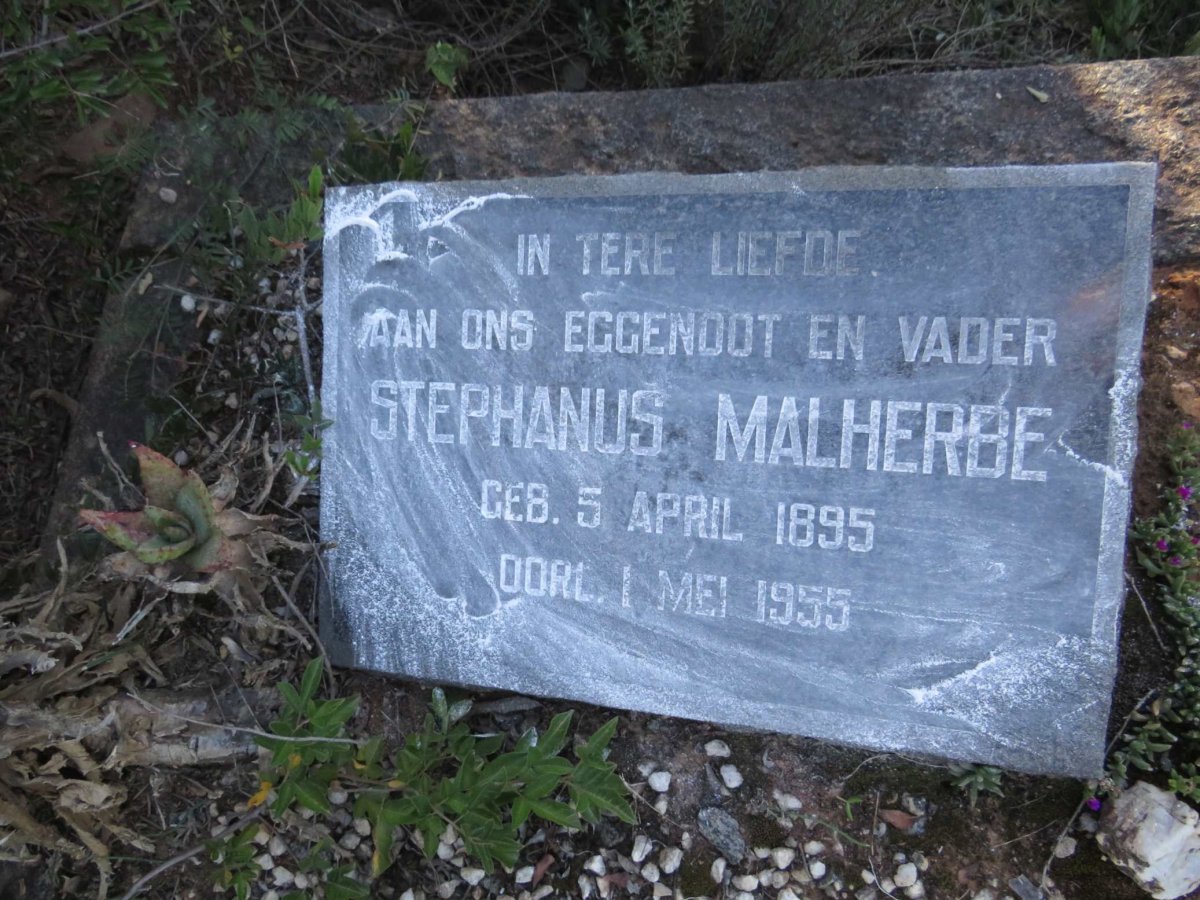 IN TERE LIEFDE
AAN ONS EGGENOOT EN VADER
STEPHANUS MALHERBE
GEB. 5 APRIL 1895
OORL. 1 MEI 1955